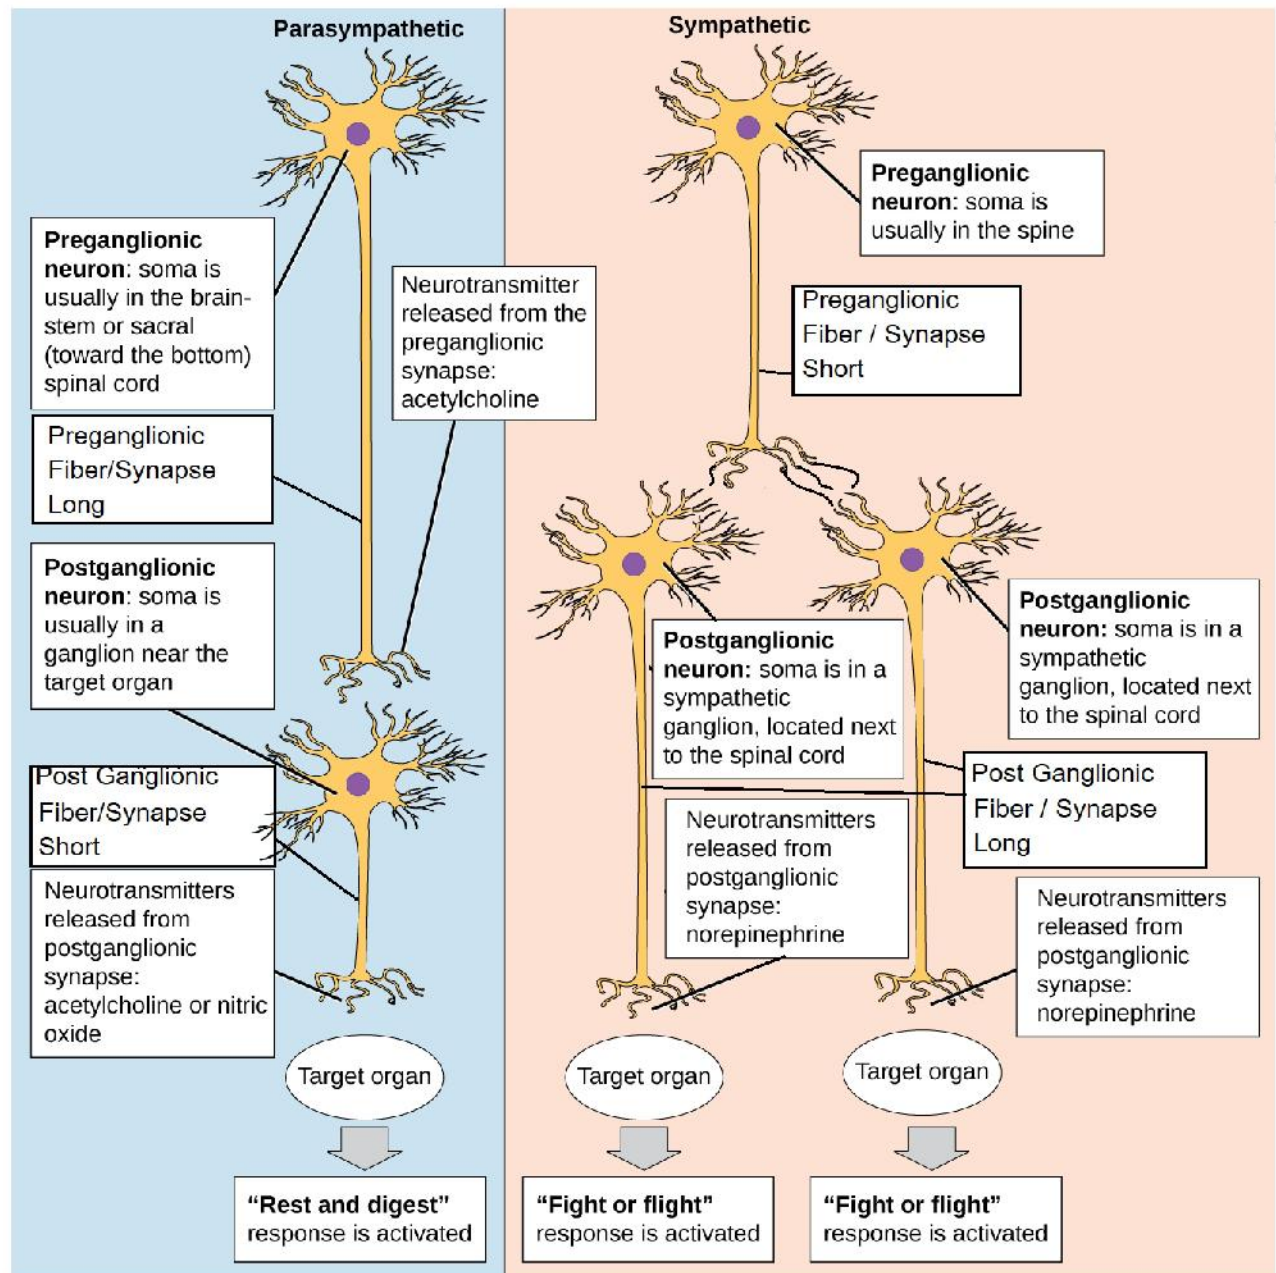 Parasympathetic
Preganglionic
neuron: soma is
usually in the brain-
stem or sacral
(toward the bottom)
spinal cord
Neurotransmitter
released from the
preganglionic
synapse:
acetylcholine
Preganglionic
Fiber/Synapse
Long
Postganglionic
neuron: soma is
usually in a
ganglion near the
target organ
Post Ganglionic
Fiber/Synapse
Short
Neurotransmitters
released from
postganglionic
synapse:
acetylcholine or nitric
oxide
Target organ
“Rest and digest”
response is activated
Sympathetic
Preganglionic
neuron: soma is
usually in the spine
Preganglionic
Fiber / Synapse
Short
Postganglionic
neuron: soma is in a
sympathetic
ganglion, located next
to the spinal cord
Postganglionic
neuron: soma is in a
sympathetic
ganglion, located next
to the spinal cord
Post Ganglionic
Fiber / Synapse
Long
Neurotransmitters
released from
postganglionic
synapse:
norepinephrine
Neurotransmitters
released from
postganglionic
synapse:
norepinephrine
Target organ
Target organ
“Fight or flight”
response is activated
“Fight or flight”
response is activated